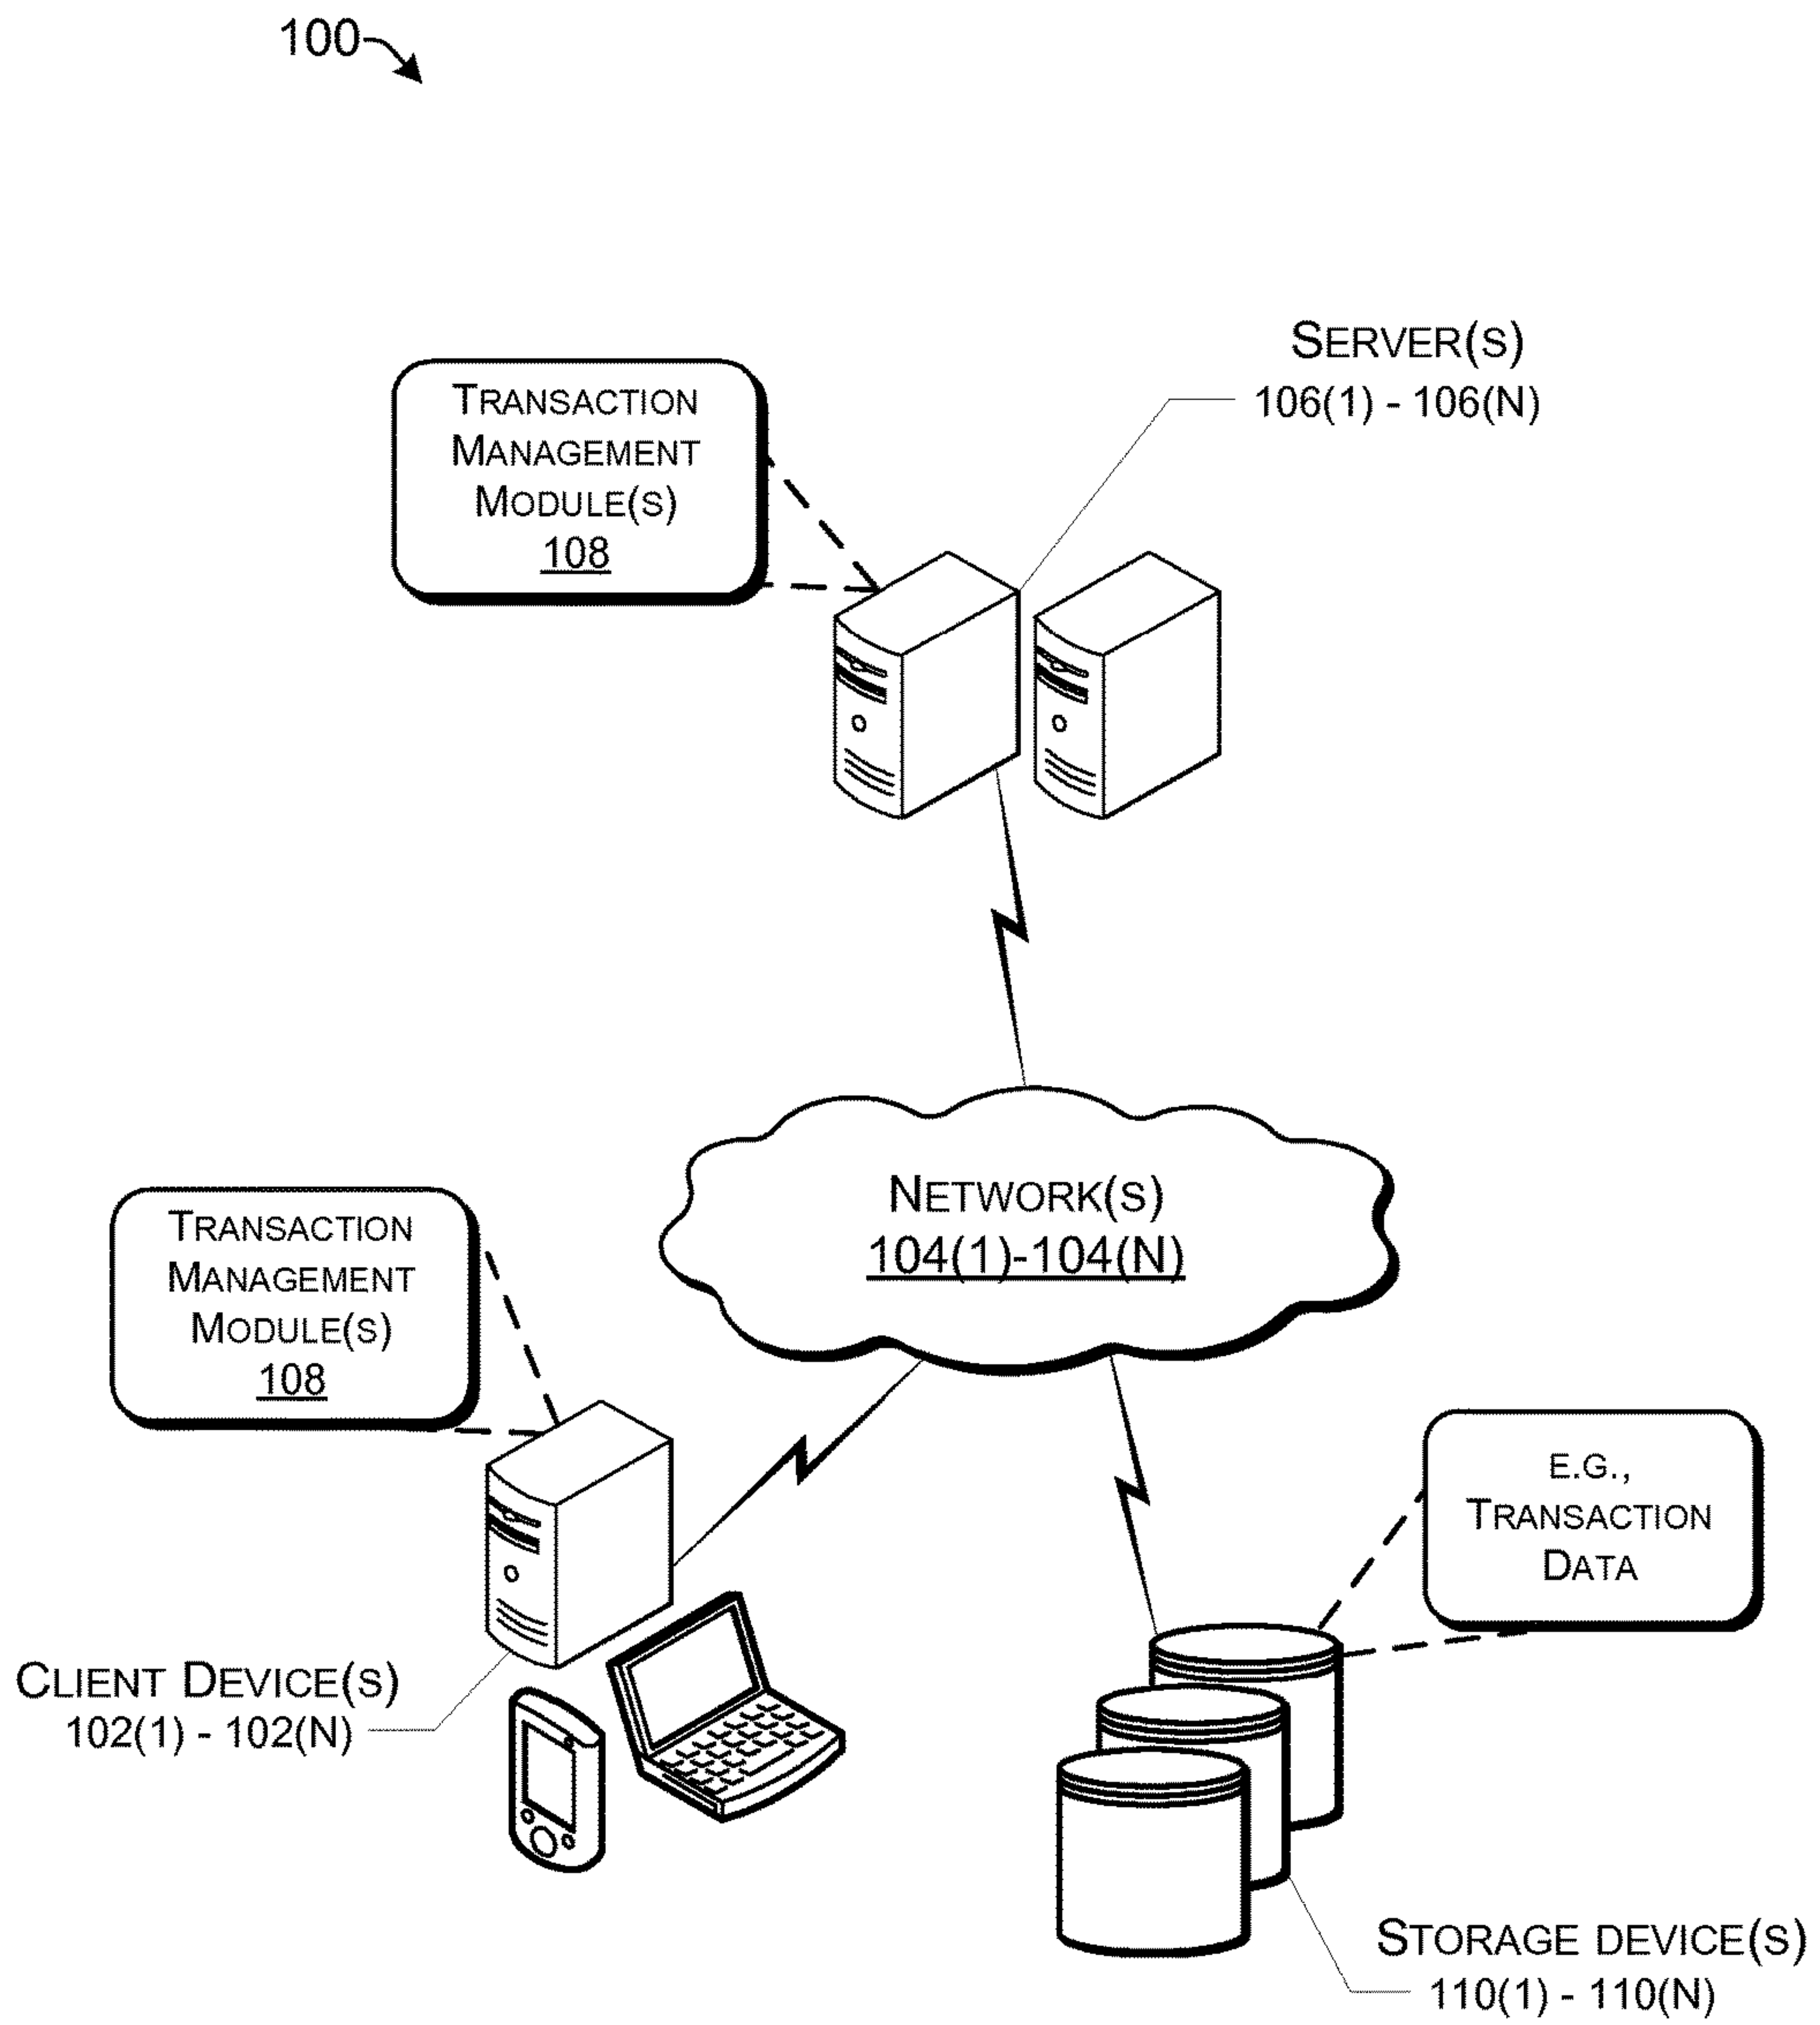 100
SERVER(S)
106(1) - 106(N)
TRANSACTION
MANAGEMENT
MODULE(S)
108
NETWORK(S)
104(1)-104(N)
TRANSACTION
MANAGEMENT
MODULE(S)
108
E.G.,
TRANSACTION
DATA
CLIENT DEVICE(S)
102(1) - 102(N)
STORAGE DEVICE(S)
110(1) - 110(N)